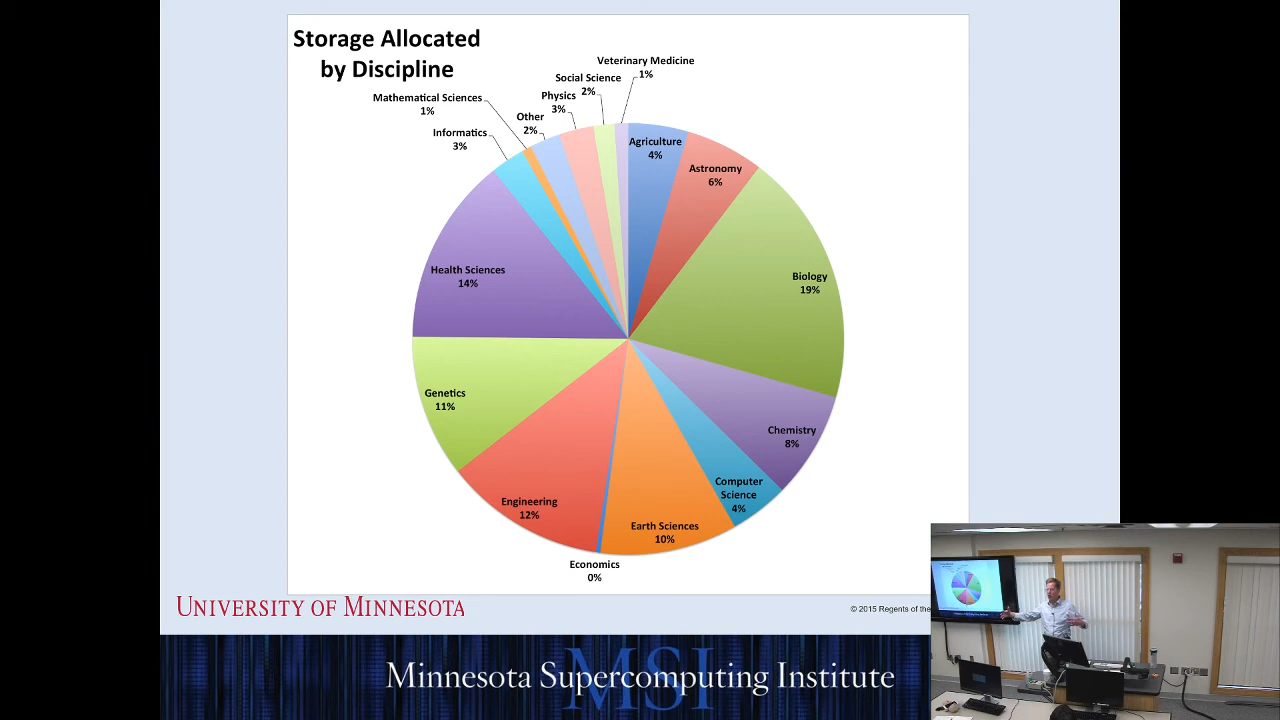 Storage Allocated
by Discipline
Veterinary Medicine
1%
Social Science
2%
Physics
3%
Other
2%
Mathematical Sciences
1%
Informatics
3%
Agriculture
4%
Astronomy
6%
Biology
19%
Health Sciences
14%
Genetics
11%
Chemistry
8%
Computer
Science
4%
Engineering
12%
Earth Sciences
10%
Economics
0%
UNIVERSITY OF MINNESOTA
© 2015 Regents of the
MSI
Minnesota Supercomputing Institute